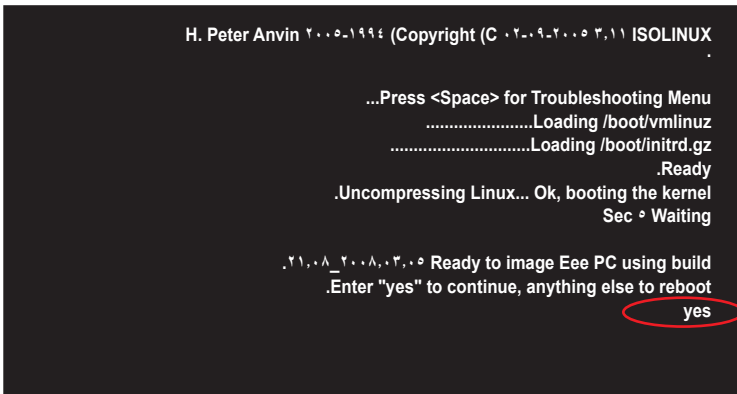 H. Peter Anvin ٢٠٠٥-١٩٩٤ (Copyright (C ٠٢-٠٩-٢٠٠٥ ٣,١١ ISOLINUX
.
...Press <Space> for Troubleshooting Menu
.......................Loading /boot/vmlinuz
..............................Loading /boot/initrd.gz
.Ready
.Uncompressing Linux... Ok, booting the kernel
Sec ٥ Waiting
.٢١,٠٨_٢٠٠٨,٠٣,٠٥ Ready to image Eee PC using build
.Enter "yes" to continue, anything else to reboot
yes